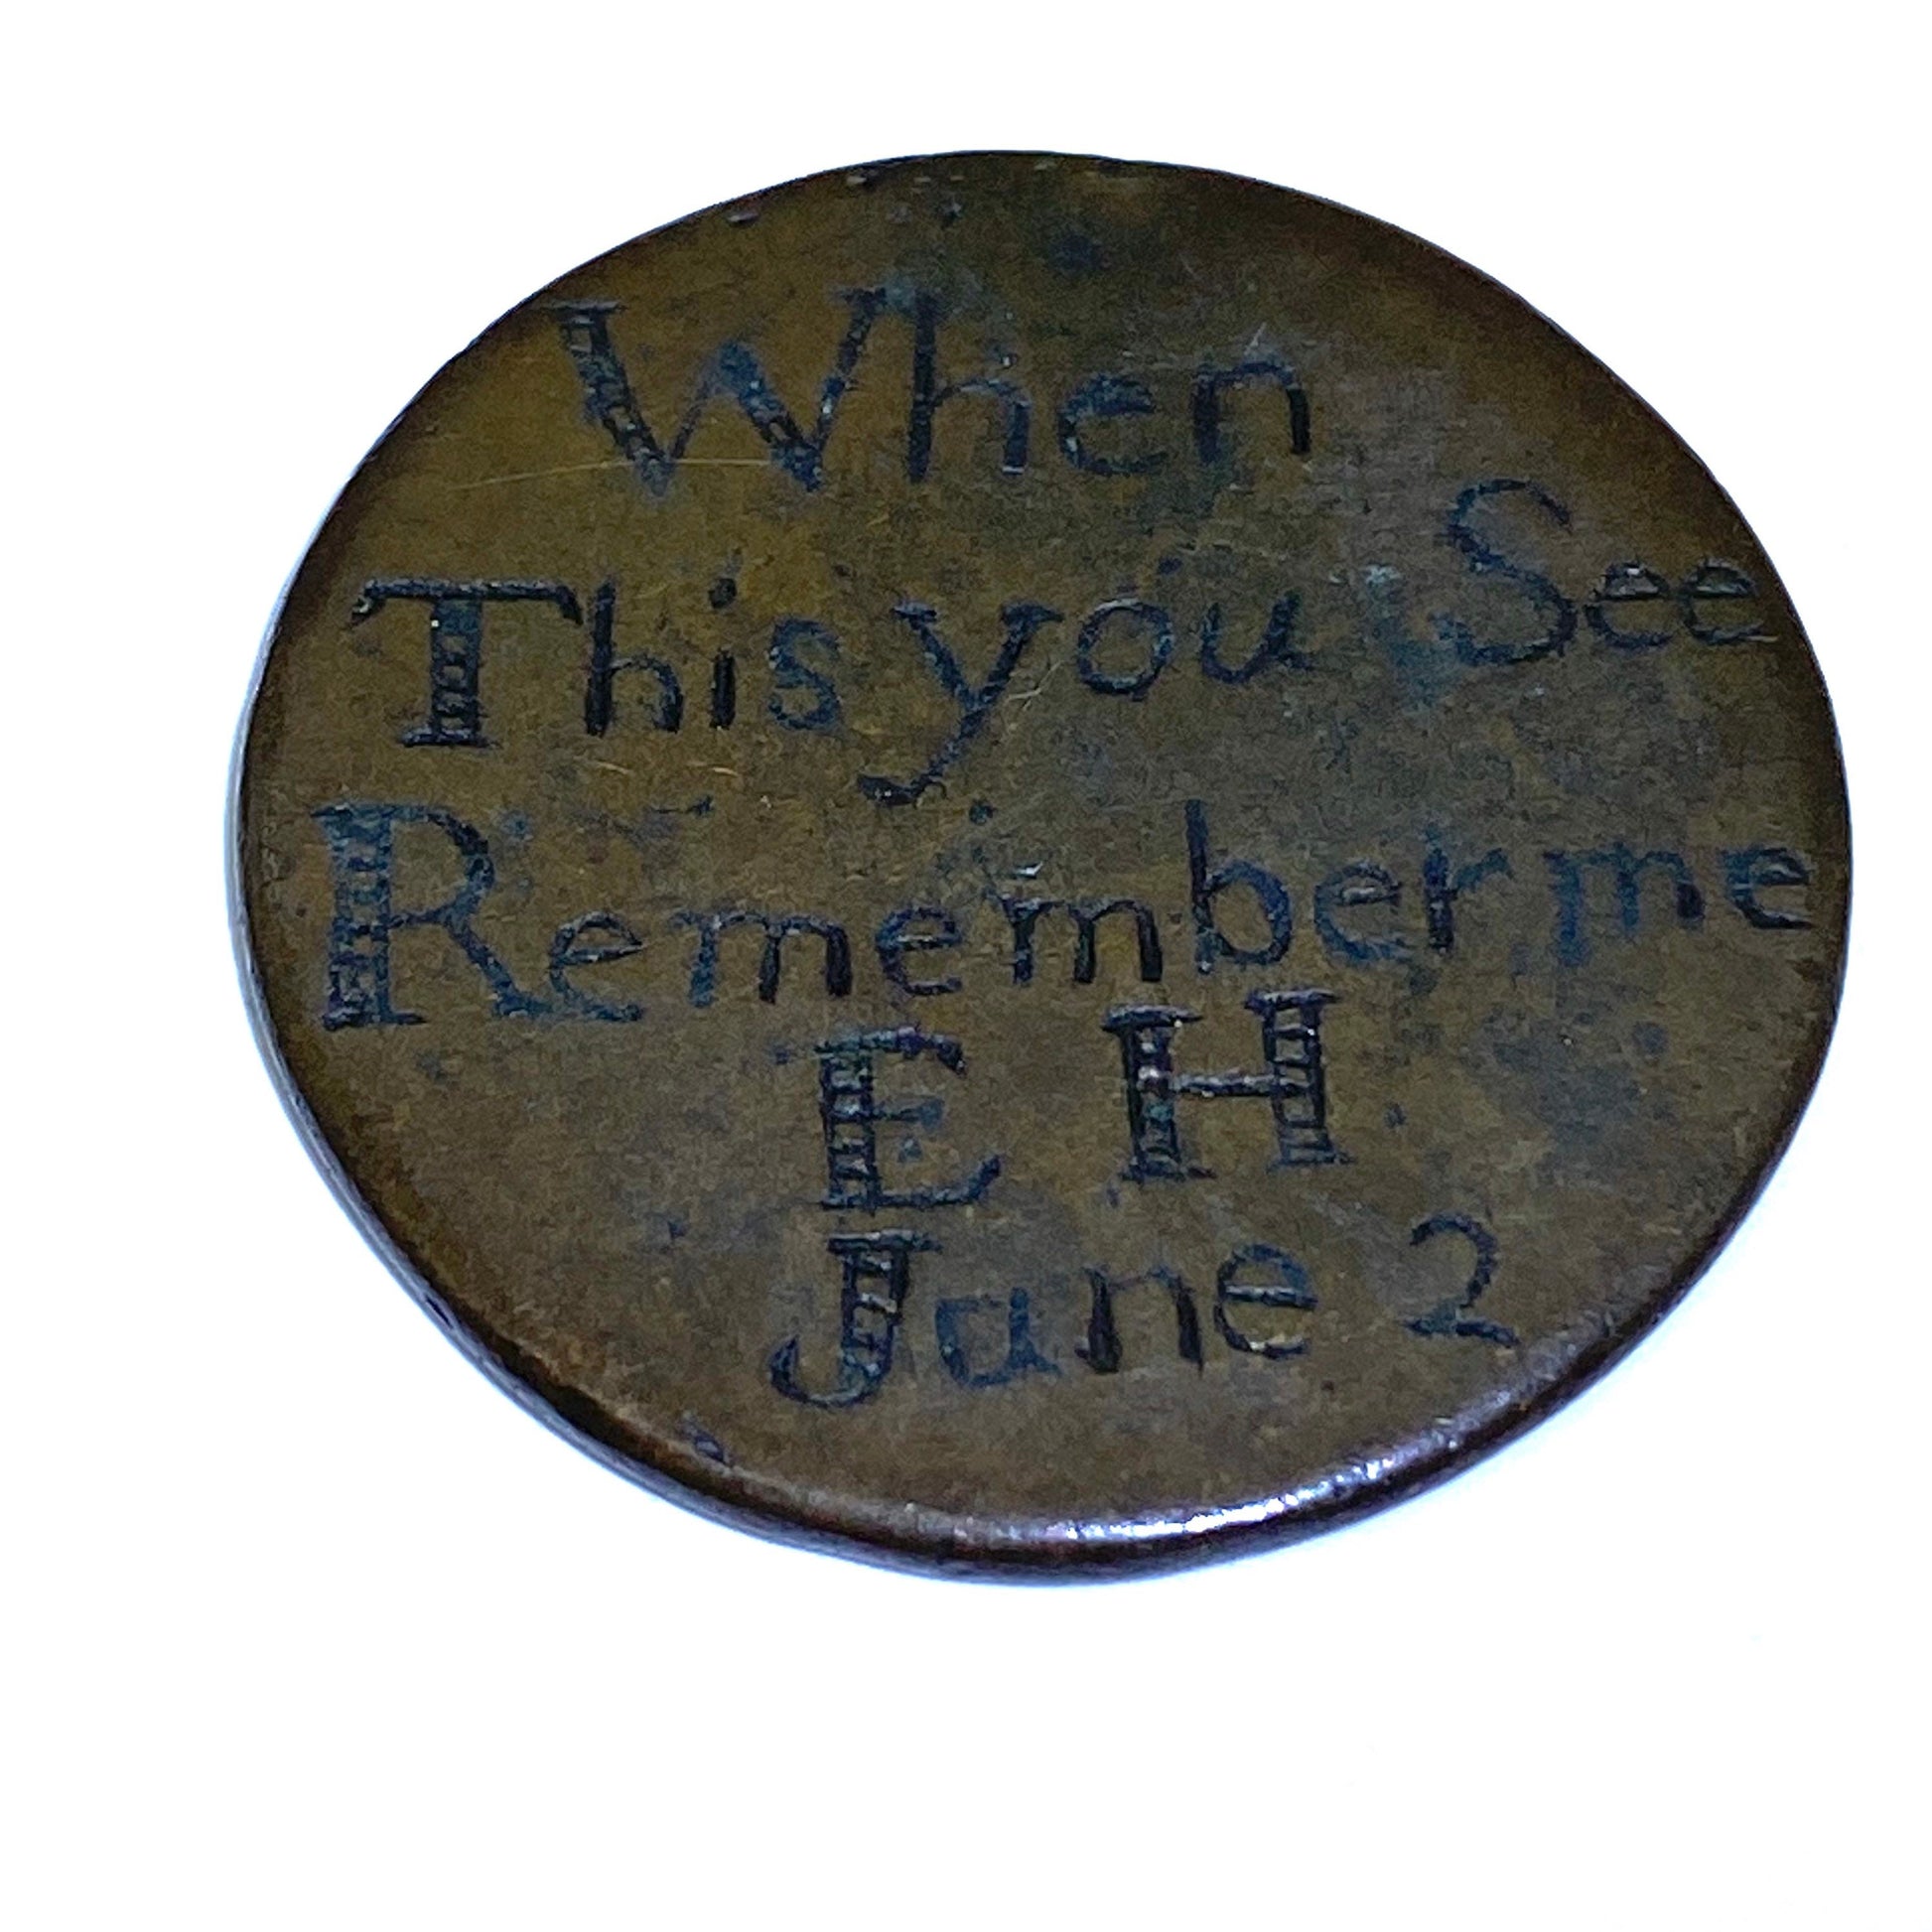 When
This you See
Remember me
E H
June 2